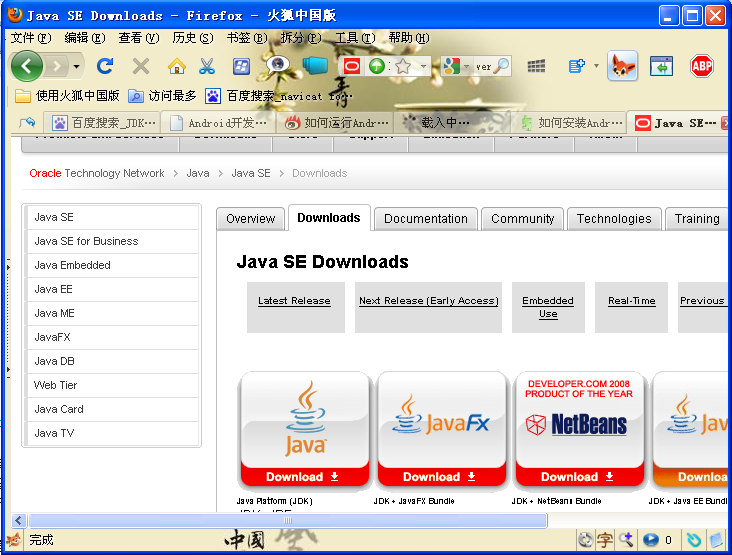 Java SE Downloads - Firefox - 火狐中国版
文件(F) 编辑(E) 查看(V) 历史(S) 书签(B) 拆分(F) 工具(T) 帮助(H)
ver
ABP
使用火狐中国版 访问最多 百度搜索_navicat fo…
百度搜索_JDK… Android开发… 如何运行Andr… 载入中… 如何安装Andr… Java SE…
Oracle Technology Network > Java > Java SE > Downloads
Java SE
Java SE for Business
Java Embedded
Java EE
Java ME
JavaFX
Java DB
Web Tier
Java Card
Java TV
Overview Downloads Documentation Community Technologies Training
Java SE Downloads
Latest Release Next Release (Early Access) Embedded Use Real-Time Previous
Java
Download
JavaFX
Download
DEVELOPER.COM 2008
PRODUCT OF THE YEAR
NetBeans
Download
Java
Down
Java Platform (JDK) JDK + JavaFX Bundle JDK + NetBeans Bundle JDK + Java EE Bund
完成
中國
字
0